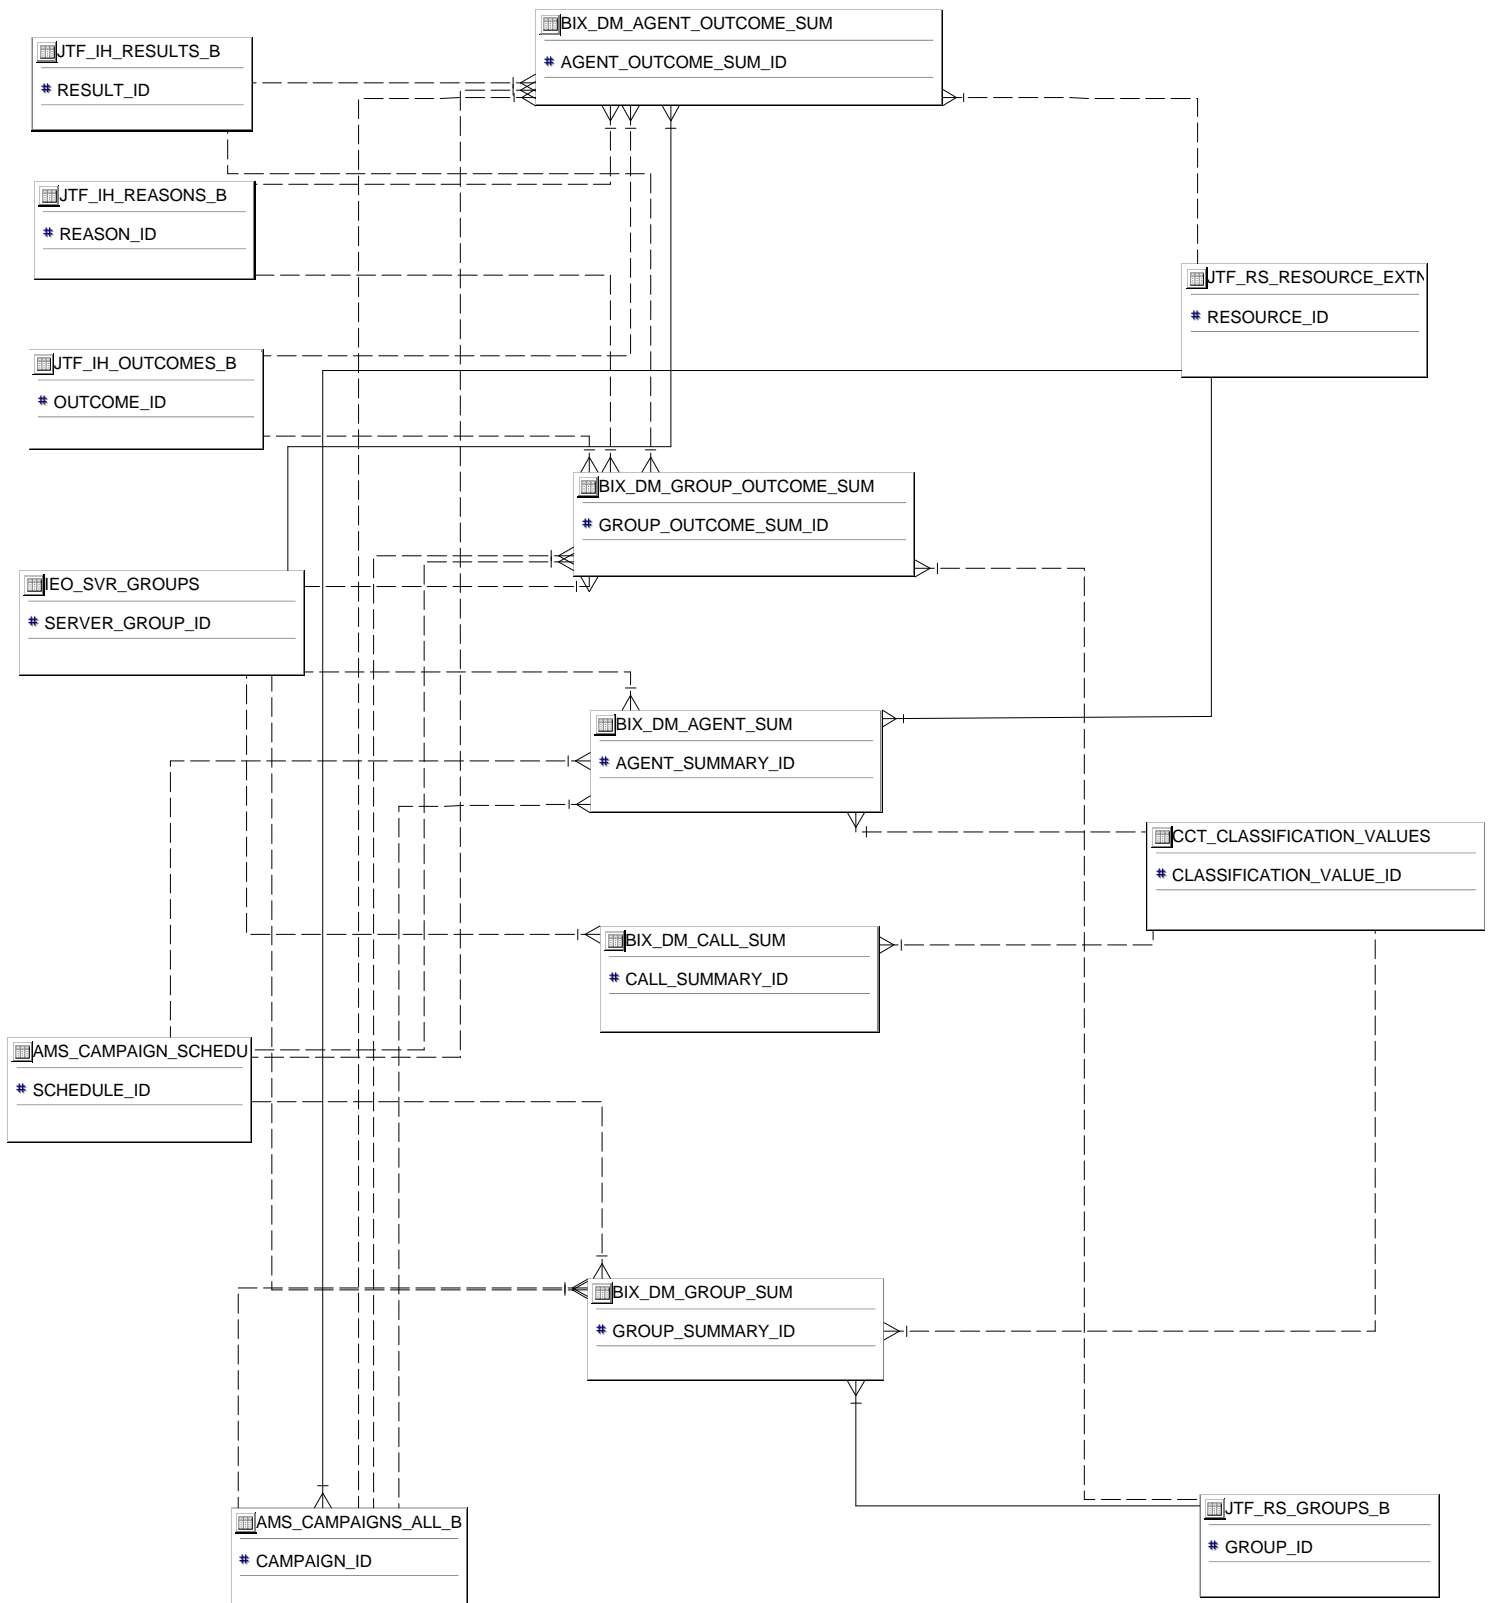 BIX_DM_AGENT_OUTCOME_SUM
# AGENT_OUTCOME_SUM_ID
JTF_IH_RESULTS_B
# RESULT_ID
JTF_IH_REASONS_B
# REASON_ID
JTF_RS_RESOURCE_EXTN
# RESOURCE_ID
JTF_IH_OUTCOMES_B
# OUTCOME_ID
BIX_DM_GROUP_OUTCOME_SUM
# GROUP_OUTCOME_SUM_ID
IEO_SVR_GROUPS
# SERVER_GROUP_ID
BIX_DM_AGENT_SUM
# AGENT_SUMMARY_ID
CCT_CLASSIFICATION_VALUES
# CLASSIFICATION_VALUE_ID
BIX_DM_CALL_SUM
# CALL_SUMMARY_ID
AMS_CAMPAIGN_SCHEDU
# SCHEDULE_ID
BIX_DM_GROUP_SUM
# GROUP_SUMMARY_ID
AMS_CAMPAIGNS_ALL_B
# CAMPAIGN_ID
JTF_RS_GROUPS_B
# GROUP_ID